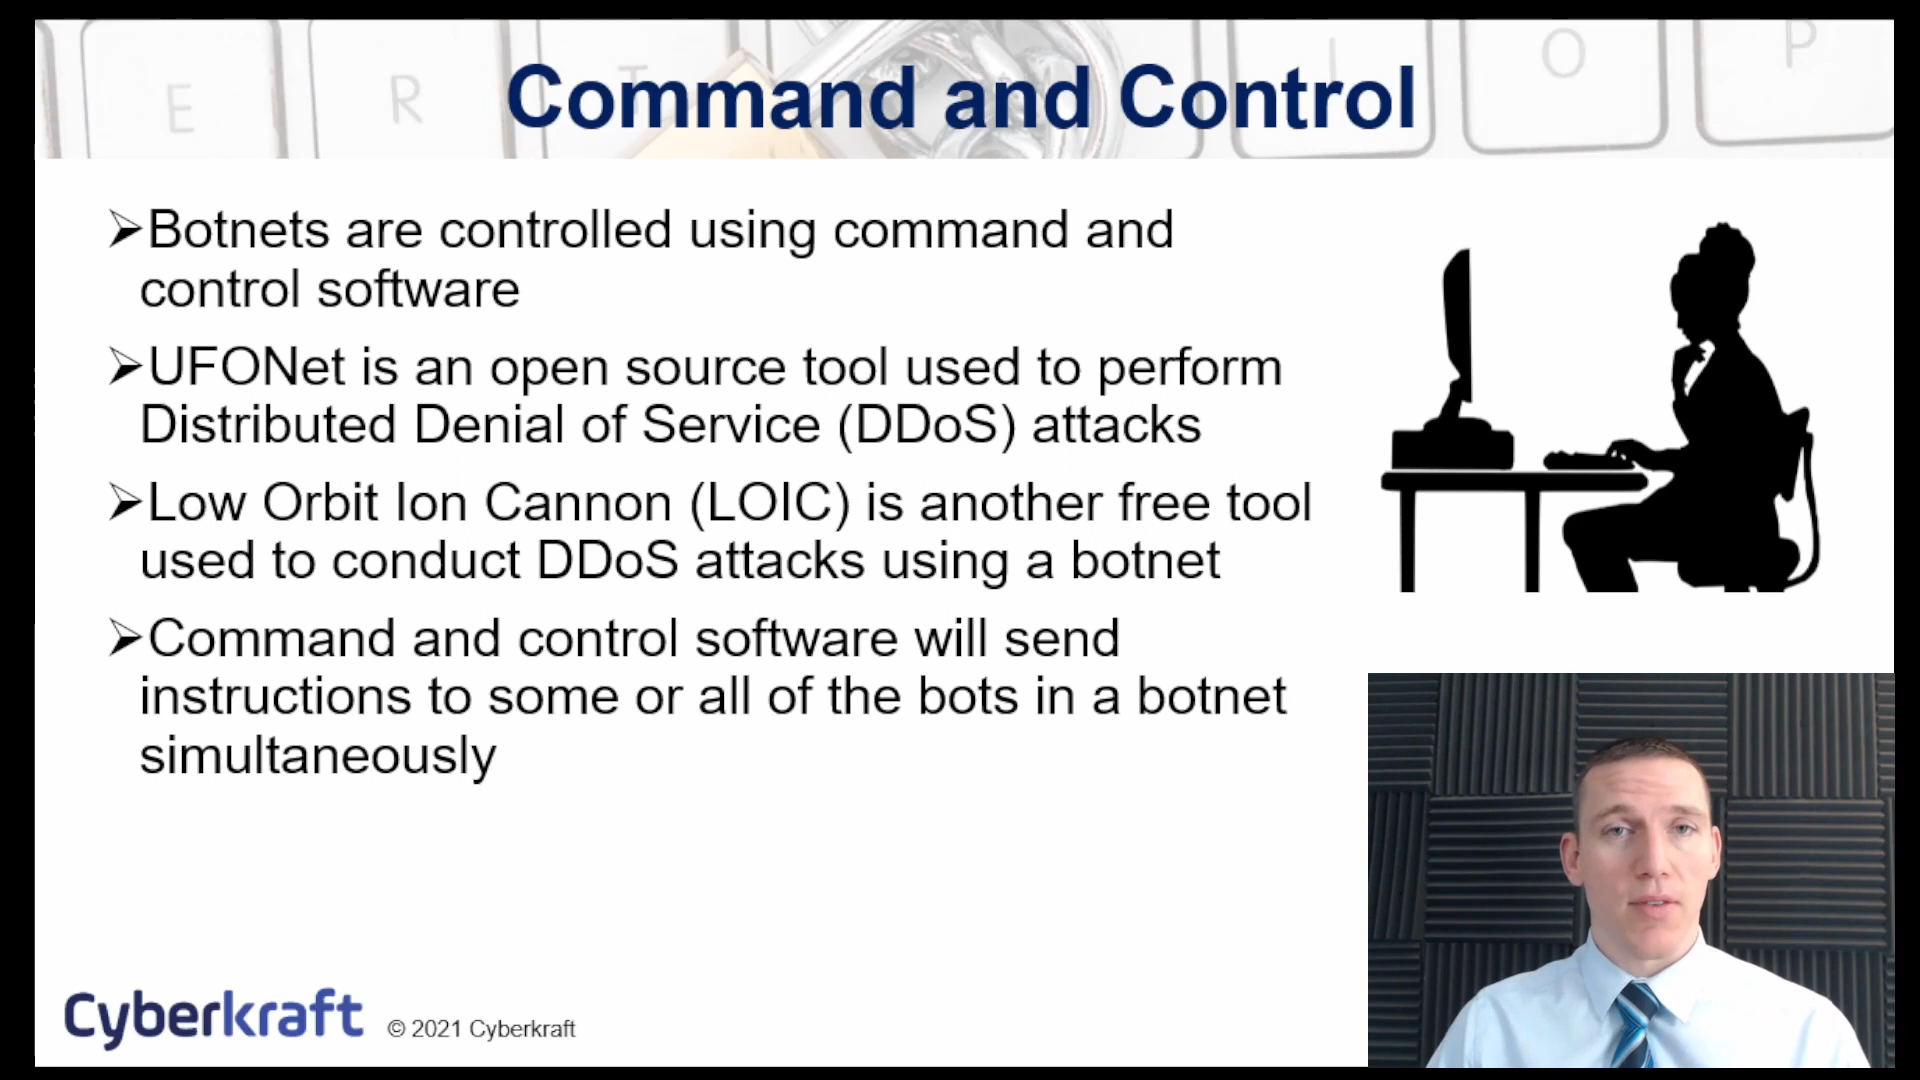 E R T I O P
Command and Control
➢Botnets are controlled using command and
control software
➢UFONet is an open source tool used to perform
Distributed Denial of Service (DDoS) attacks
➢Low Orbit Ion Cannon (LOIC) is another free tool
used to conduct DDoS attacks using a botnet
➢Command and control software will send
instructions to some or all of the bots in a botnet
simultaneously
Cyberkraft © 2021 Cyberkraft